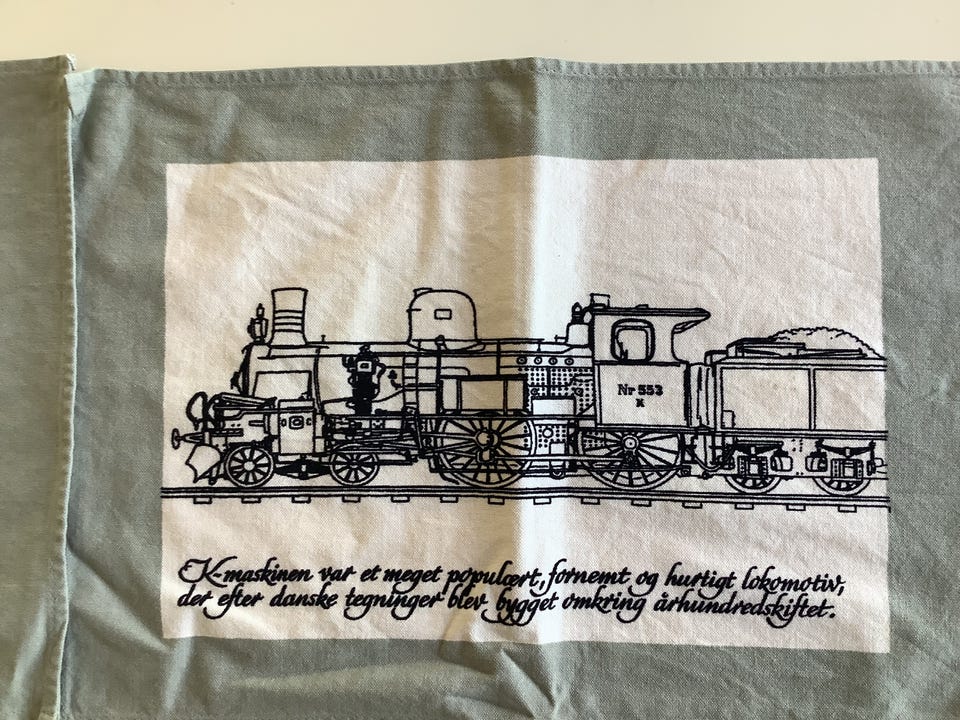 Nr 553
K
K-maskinen var et meget populært, fornemt og hurtigt lokomotiv,
der efter danske tegninger blev bygget omkring århundredskiftet.